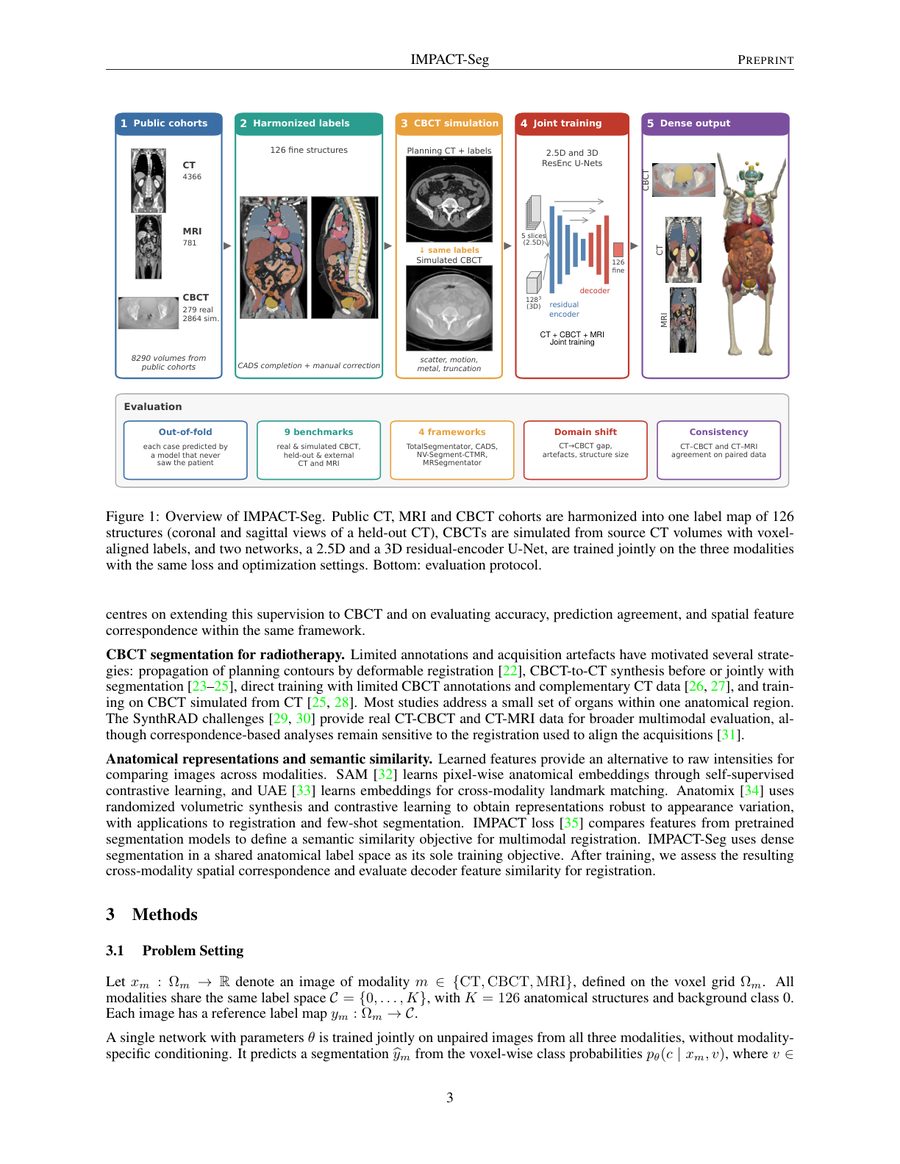 IMPACT-Seg
PREPRINT
1 Public cohorts
CT
4366
MRI
781
CBCT
279 real
2864 sim.
8290 volumes from
public cohorts
2 Harmonized labels
126 fine structures
CADS completion + manual correction
3 CBCT simulation
Planning CT + labels
↓ same labels
Simulated CBCT
scatter, motion,
metal, truncation
4 Joint training
2.5D and 3D
ResEnc U-Nets
5 slices
(2.5D)
128³
(3D)
126
fine
decoder
residual
encoder
CT + CBCT + MRI
Joint training
5 Dense output
CBCT
CT
MRI
Evaluation
Out-of-fold
each case predicted by
a model that never
saw the patient
9 benchmarks
real & simulated CBCT,
held-out & external
CT and MRI
4 frameworks
TotalSegmentator, CADS,
NV-Segment-CTMR,
MRSegmentator
Domain shift
CT→CBCT gap,
artefacts, structure size
Consistency
CT–CBCT and CT–MRI
agreement on paired data
Figure 1: Overview of IMPACT-Seg. Public CT, MRI and CBCT cohorts are harmonized into one label map of 126
structures (coronal and sagittal views of a held-out CT), CBCTs are simulated from source CT volumes with voxel-
aligned labels, and two networks, a 2.5D and a 3D residual-encoder U-Net, are trained jointly on the three modalities
with the same loss and optimization settings. Bottom: evaluation protocol.
centres on extending this supervision to CBCT and on evaluating accuracy, prediction agreement, and spatial feature
correspondence within the same framework.
CBCT segmentation for radiotherapy. Limited annotations and acquisition artefacts have motivated several strate-
gies: propagation of planning contours by deformable registration [22], CBCT-to-CT synthesis before or jointly with
segmentation [23–25], direct training with limited CBCT annotations and complementary CT data [26, 27], and train-
ing on CBCT simulated from CT [25, 28]. Most studies address a small set of organs within one anatomical region.
The SynthRAD challenges [29, 30] provide real CT-CBCT and CT-MRI data for broader multimodal evaluation, al-
though correspondence-based analyses remain sensitive to the registration used to align the acquisitions [31].
Anatomical representations and semantic similarity. Learned features provide an alternative to raw intensities for
comparing images across modalities. SAM [32] learns pixel-wise anatomical embeddings through self-supervised
contrastive learning, and UAE [33] learns embeddings for cross-modality landmark matching. Anatomix [34] uses
randomized volumetric synthesis and contrastive learning to obtain representations robust to appearance variation,
with applications to registration and few-shot segmentation. IMPACT loss [35] compares features from pretrained
segmentation models to define a semantic similarity objective for multimodal registration. IMPACT-Seg uses dense
segmentation in a shared anatomical label space as its sole training objective. After training, we assess the resulting
cross-modality spatial correspondence and evaluate decoder feature similarity for registration.
3 Methods
3.1 Problem Setting
Let xₘ : Ωₘ → ℝ denote an image of modality m ∈ {CT, CBCT, MRI}, defined on the voxel grid Ωₘ. All
modalities share the same label space 𝒞 = {0, . . . , K}, with K = 126 anatomical structures and background class 0.
Each image has a reference label map yₘ : Ωₘ → 𝒞.
A single network with parameters θ is trained jointly on unpaired images from all three modalities, without modality-
specific conditioning. It predicts a segmentation ŷₘ from the voxel-wise class probabilities p_θ(c | xₘ, v), where v ∈
3